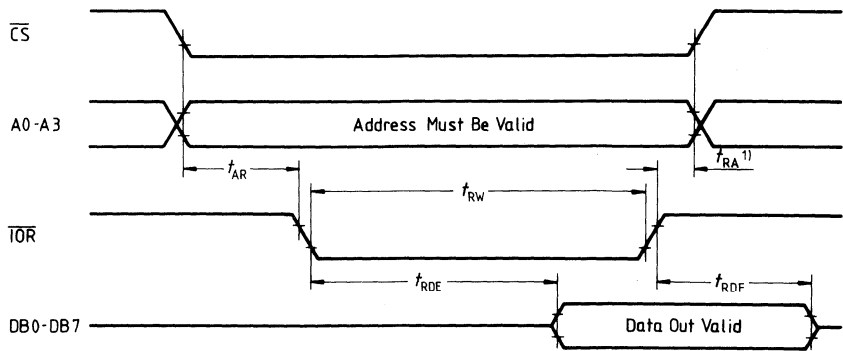 CS
A0-A3
Address Must Be Valid
tRA 1)
tAR
tRW
IOR
tRDE
tRDF
DB0-DB7
Data Out Valid